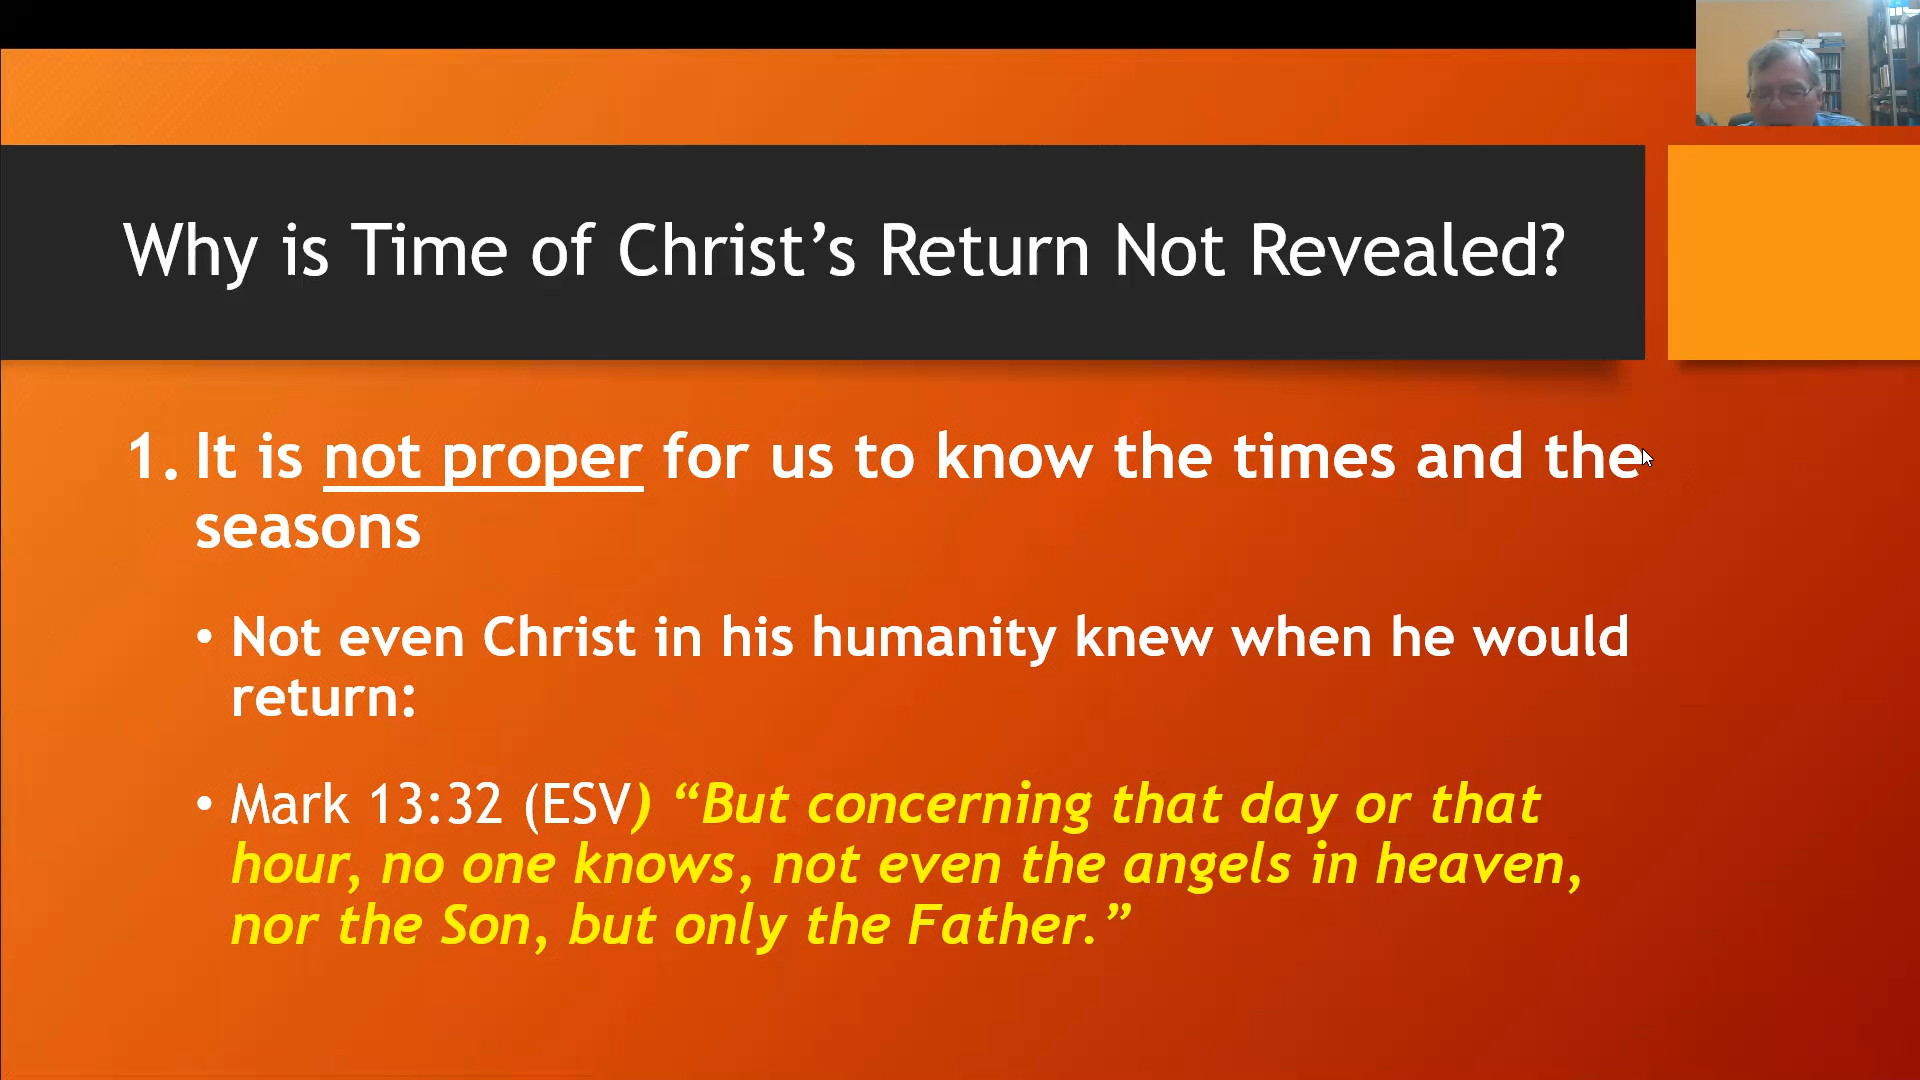 Why is Time of Christ’s Return Not Revealed?
1. It is not proper for us to know the times and the
seasons
• Not even Christ in his humanity knew when he would
return:
• Mark 13:32 (ESV) “But concerning that day or that
hour, no one knows, not even the angels in heaven,
nor the Son, but only the Father.”